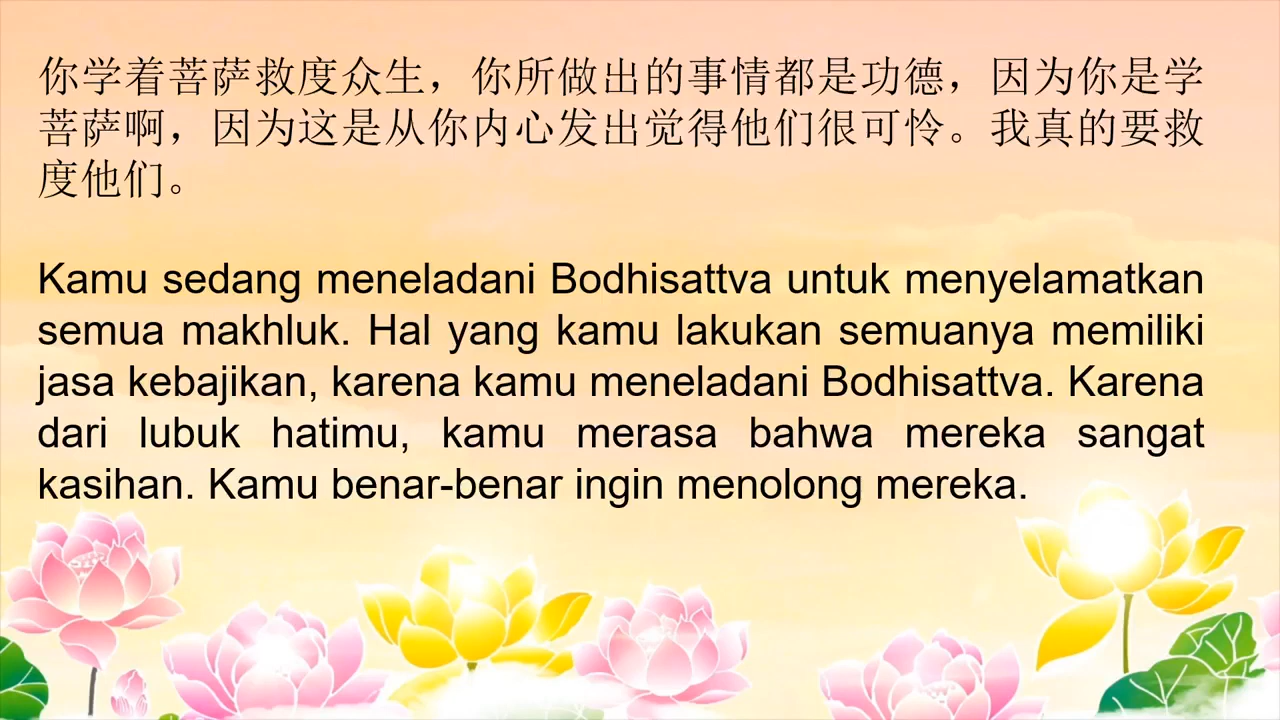 你学着菩萨救度众生，你所做出的事情都是功德，因为你是学
菩萨啊，因为这是从你内心发出觉得他们很可怜。我真的要救
度他们。
Kamu sedang meneladani Bodhisattva untuk menyelamatkan
semua makhluk. Hal yang kamu lakukan semuanya memiliki
jasa kebajikan, karena kamu meneladani Bodhisattva. Karena
dari lubuk hatimu, kamu merasa bahwa mereka sangat
kasihan. Kamu benar-benar ingin menolong mereka.